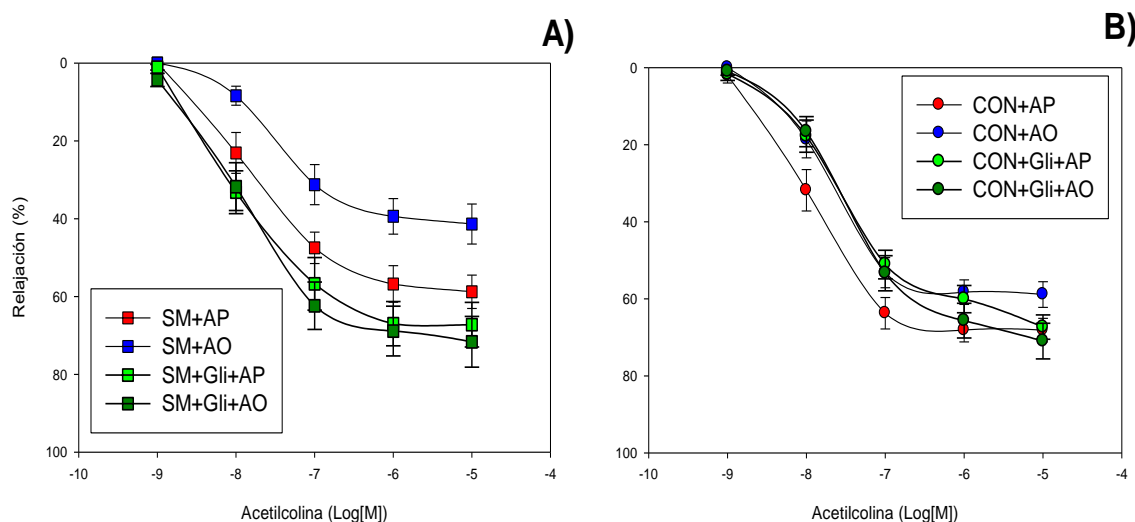 A)
0
20
40
60
80
100
Relajación (%)
SM+AP
SM+AO
SM+Gli+AP
SM+Gli+AO
-10
-9
-8
-7
-6
-5
-4
Acetilcolina (Log[M])
B)
0
20
40
60
80
100
CON+AP
CON+AO
CON+Gli+AP
CON+Gli+AO
-10
-9
-8
-7
-6
-5
-4
Acetilcolina (Log[M])